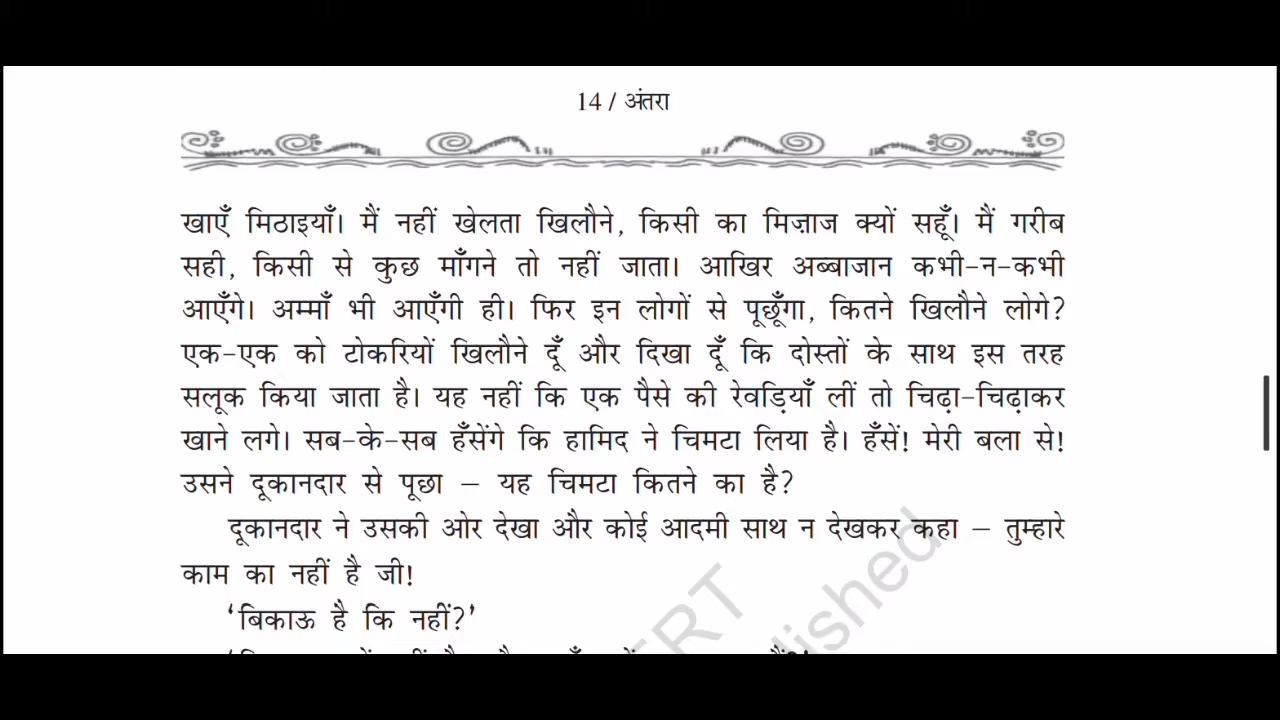 14 / अंतरा
खाएँ मिठाइयाँ। मैं नहीं खेलता खिलौने, किसी का मिज़ाज क्यों सहूँ। मैं गरीब
सही, किसी से कुछ माँगने तो नहीं जाता। आखिर अब्बाजान कभी-न-कभी
आएँगे। अम्माँ भी आएँगी ही। फिर इन लोगों से पूछूँगा, कितने खिलौने लोगे?
एक-एक को टोकरियों खिलौने दूँ और दिखा दूँ कि दोस्तों के साथ इस तरह
सलूक किया जाता है। यह नहीं कि एक पैसे की रेवड़ियाँ लीं तो चिढ़ा-चिढ़ाकर
खाने लगे। सब-के-सब हँसेंगे कि हामिद ने चिमटा लिया है। हँसें! मेरी बला से!
उसने दूकानदार से पूछा – यह चिमटा कितने का है?
दूकानदार ने उसकी ओर देखा और कोई आदमी साथ न देखकर कहा – तुम्हारे
काम का नहीं है जी!
‘बिकाऊ है कि नहीं?’